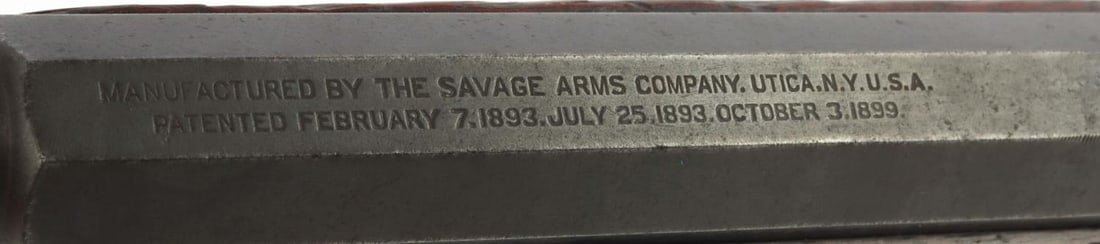 MANUFACTURED BY THE SAVAGE ARMS COMPANY. UTICA.N.Y.U.S.A.
PATENTED FEBRUARY 7.1893.JULY 25.1893.OCTOBER 3.1899.